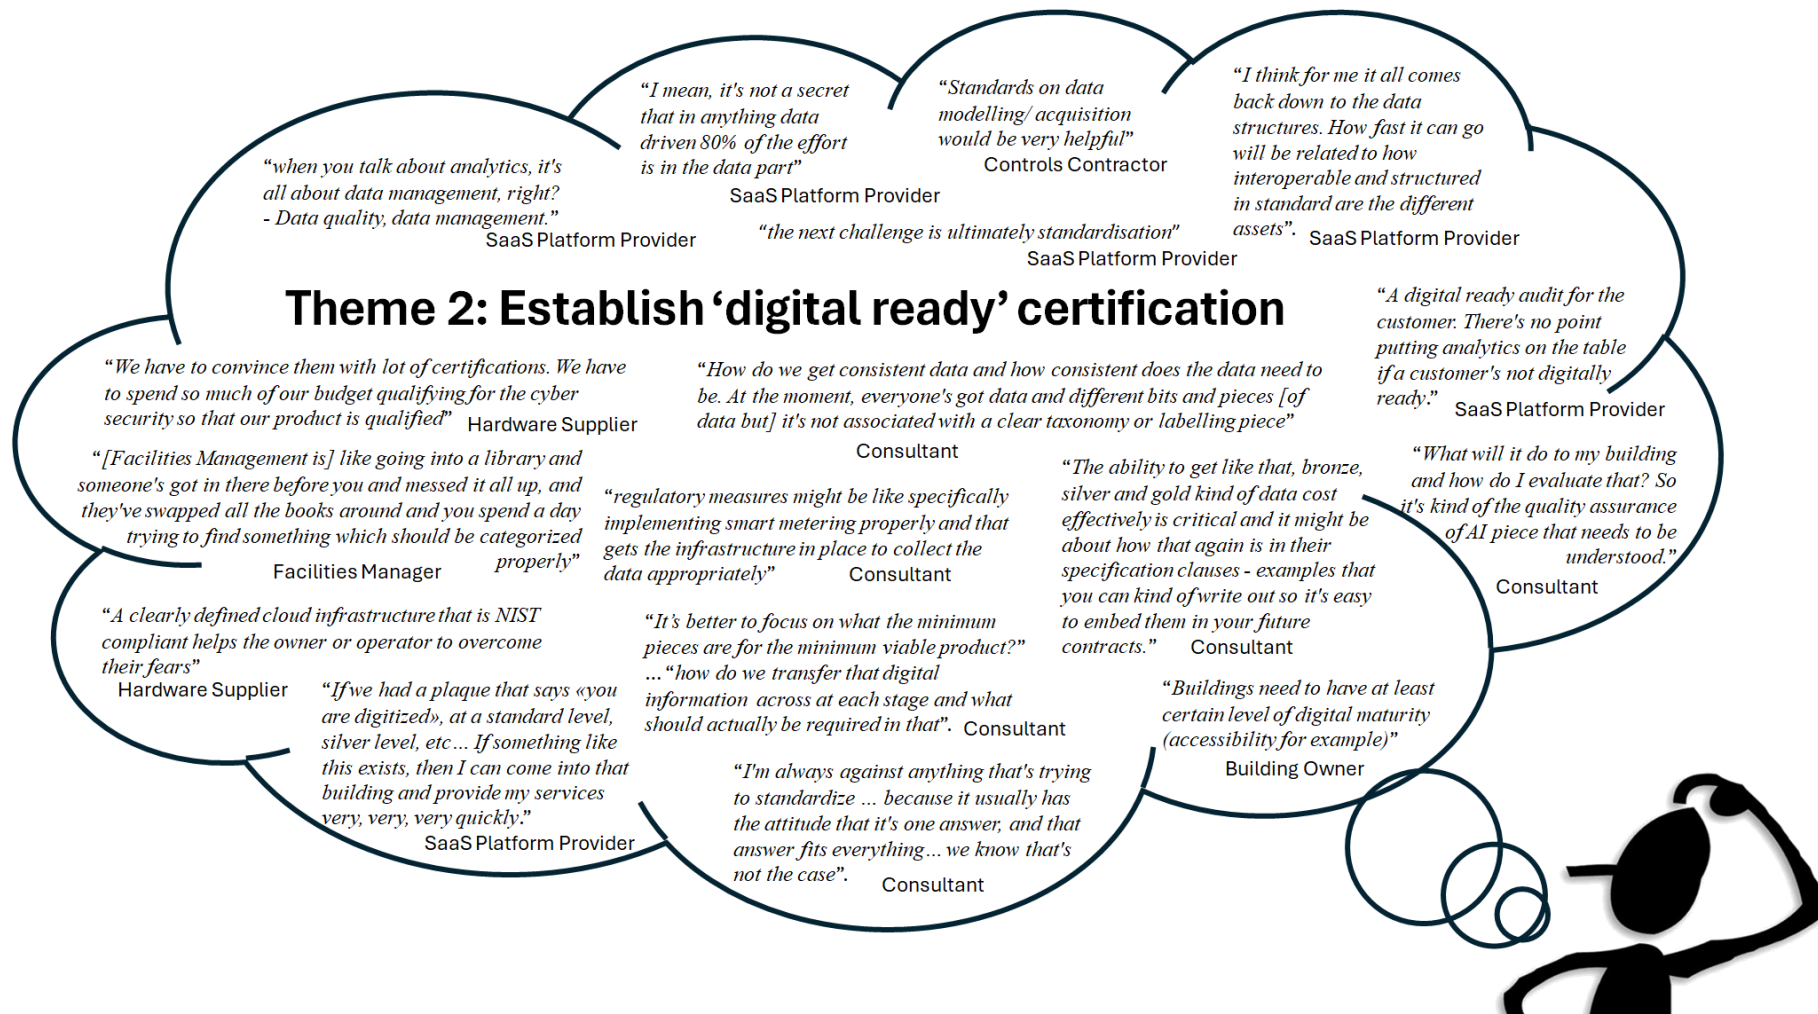 “I mean, it's not a secret
that in anything data
driven 80% of the effort
is in the data part”
SaaS Platform Provider
“Standards on data
modelling/ acquisition
would be very helpful”
Controls Contractor
“I think for me it all comes
back down to the data
structures. How fast it can go
will be related to how
interoperable and structured
in standard are the different
assets”.
SaaS Platform Provider
“when you talk about analytics, it's
all about data management, right?
- Data quality, data management.”
SaaS Platform Provider
“the next challenge is ultimately standardisation”
SaaS Platform Provider
Theme 2: Establish ‘digital ready’ certification
“A digital ready audit for the
customer. There's no point
putting analytics on the table
if a customer's not digitally
ready.”
SaaS Platform Provider
“We have to convince them with lot of certifications. We have
to spend so much of our budget qualifying for the cyber
security so that our product is qualified”
Hardware Supplier
“How do we get consistent data and how consistent does the data need to
be. At the moment, everyone's got data and different bits and pieces [of
data but] it's not associated with a clear taxonomy or labelling piece”
Consultant
“[Facilities Management is] like going into a library and
someone's got in there before you and messed it all up, and
they've swapped all the books around and you spend a day
trying to find something which should be categorized
properly”
Facilities Manager
“regulatory measures might be like specifically
implementing smart metering properly and that
gets the infrastructure in place to collect the
data appropriately”
Consultant
“The ability to get like that, bronze,
silver and gold kind of data cost
effectively is critical and it might be
about how that again is in their
specification clauses - examples that
you can kind of write out so it's easy
to embed them in your future
contracts.”
Consultant
“What will it do to my building
and how do I evaluate that? So
it's kind of the quality assurance
of AI piece that needs to be
understood.”
Consultant
“A clearly defined cloud infrastructure that is NIST
compliant helps the owner or operator to overcome
their fears”
Hardware Supplier
“It’s better to focus on what the minimum
pieces are for the minimum viable product?”
…“how do we transfer that digital
information across at each stage and what
should actually be required in that”.
Consultant
“If we had a plaque that says «you
are digitized», at a standard level,
silver level, etc… If something like
this exists, then I can come into that
building and provide my services
very, very, very quickly.”
SaaS Platform Provider
“Buildings need to have at least
certain level of digital maturity
(accessibility for example)”
Building Owner
“I'm always against anything that's trying
to standardize … because it usually has
the attitude that it's one answer, and that
answer fits everything… we know that's
not the case”.
Consultant